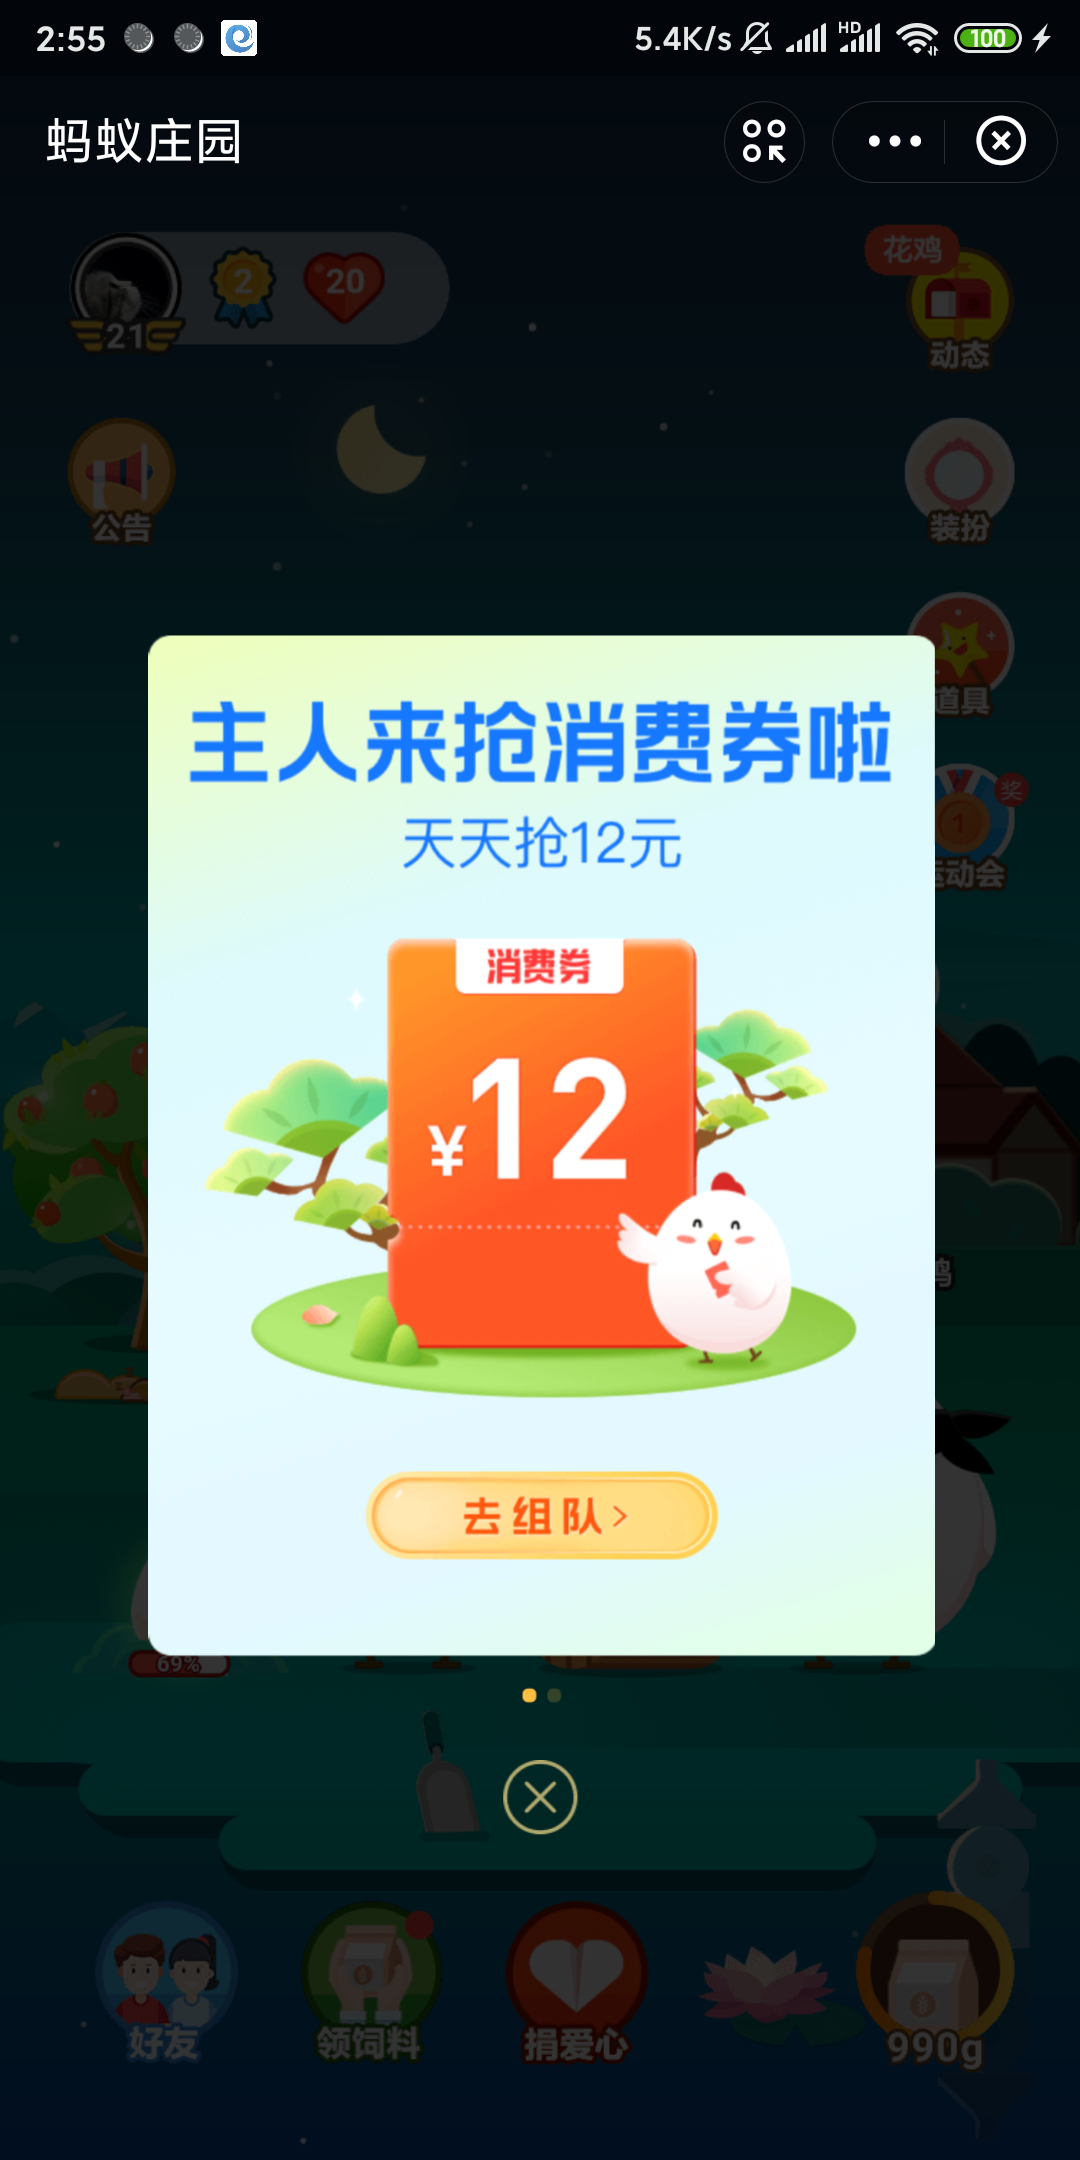 2:55
5.4K/s
HD
100
蚂蚁庄园
2
20
21
花鸡
动态
公告
装扮
道具
奖
1
运动会
主人来抢消费券啦
天天抢12元
消费券
¥12
鸡
去组队>
69%
好友
领饲料
捐爱心
990g